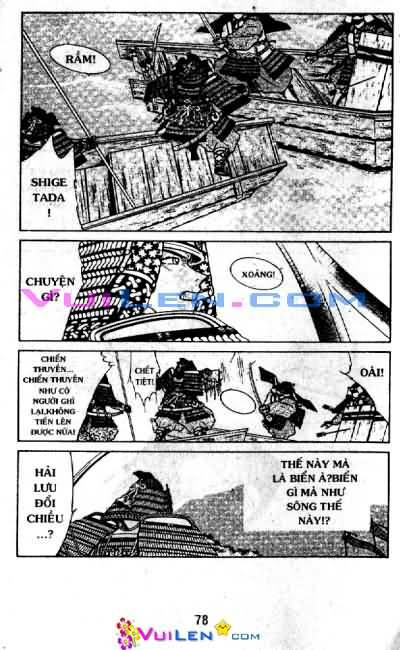 RẦM!
SHIGE
TADA
!
CHUYỆN
GÌ?
XOẢNG!
VUILEN.COM
CHIẾN
THUYỀN...
CHIẾN THUYỀN
NHƯ CÓ
NGƯỜI GHÌ
LẠI.KHÔNG
TIẾN LÊN
ĐƯỢC NỮA!
CHẾT
TIỆT!
OÁI!
HẢI
LƯU
ĐỔI
CHIỀU
...?
THẾ NÀY MÀ
LÀ BIỂN À?BIỂN
GÌ MÀ NHƯ
SÔNG THẾ
NÀY!?
78
VUILEN.COM